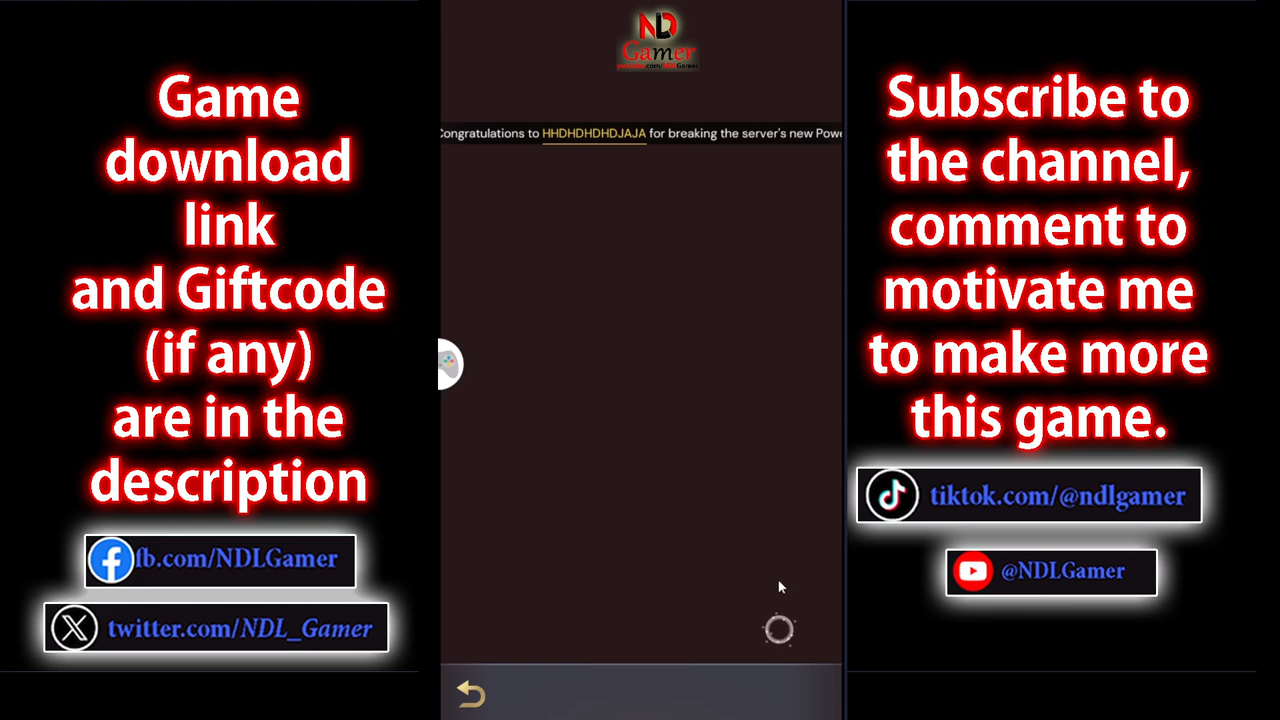 Game
download
link
and Giftcode
(if any)
are in the
description
fb.com/NDLGamer
twitter.com/NDL_Gamer
ND
Gamer
Congratulations to HHDHDHDHDJAJA for breaking the server's new Powe
Subscribe to
the channel,
comment to
motivate me
to make more
this game.
tiktok.com/@ndlgamer
@NDLGamer